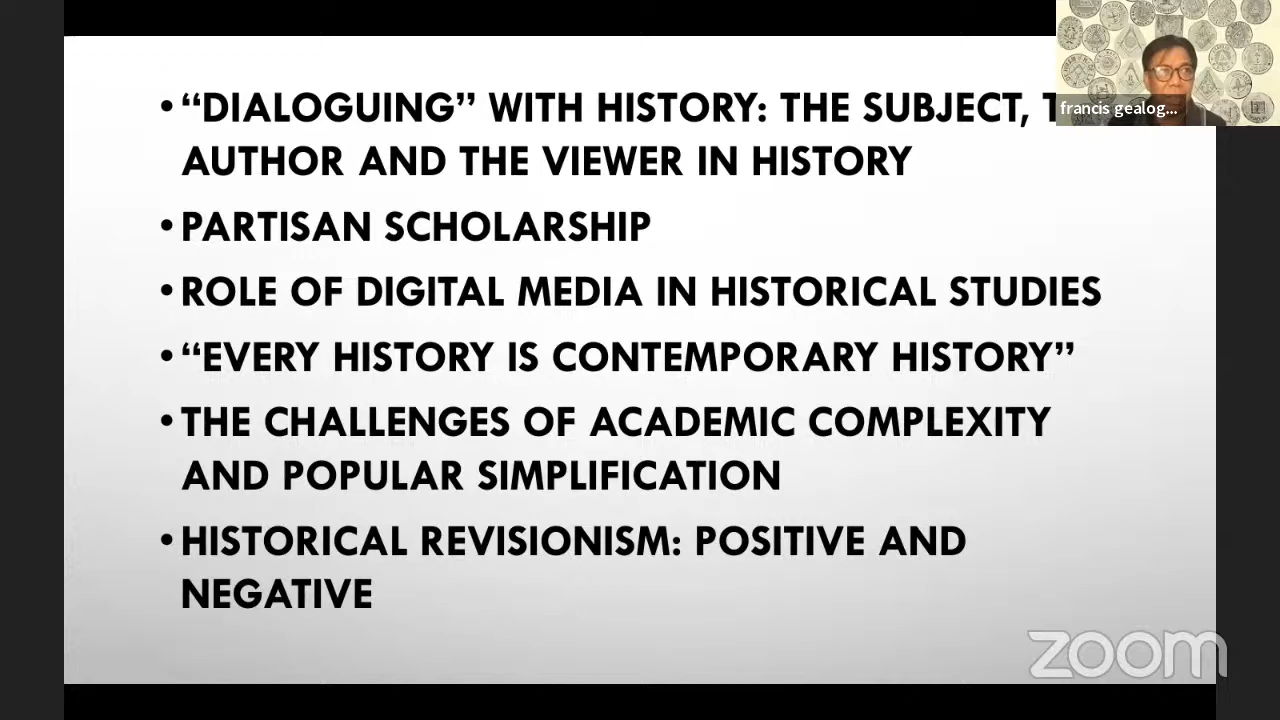 • “DIALOGUING” WITH HISTORY: THE SUBJECT,
AUTHOR AND THE VIEWER IN HISTORY
• PARTISAN SCHOLARSHIP
• ROLE OF DIGITAL MEDIA IN HISTORICAL STUDIES
• “EVERY HISTORY IS CONTEMPORARY HISTORY”
• THE CHALLENGES OF ACADEMIC COMPLEXITY
AND POPULAR SIMPLIFICATION
• HISTORICAL REVISIONISM: POSITIVE AND
NEGATIVE
francis gealog...
zoom